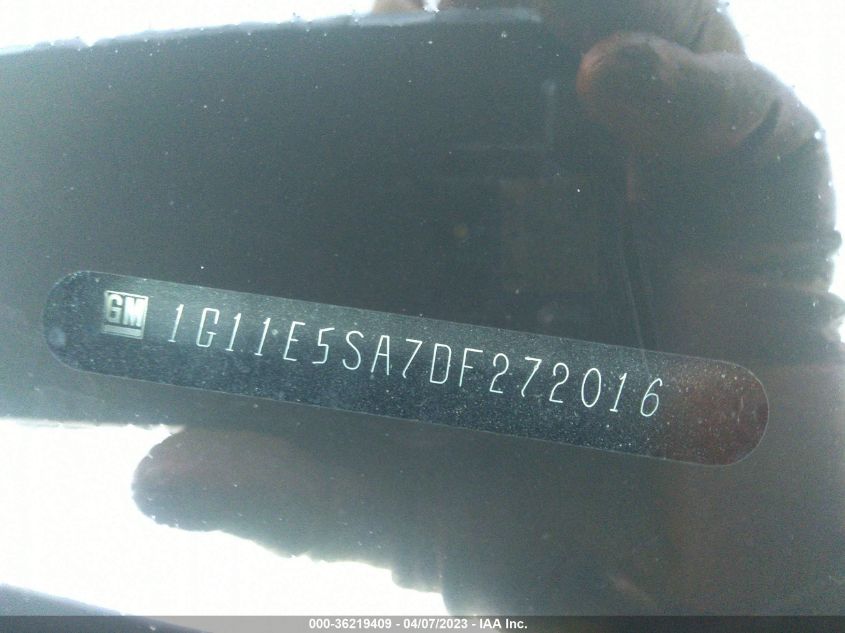 GM 1G11E5SA7DF272016
000-36219409 - 04/07/2023 - IAA Inc.